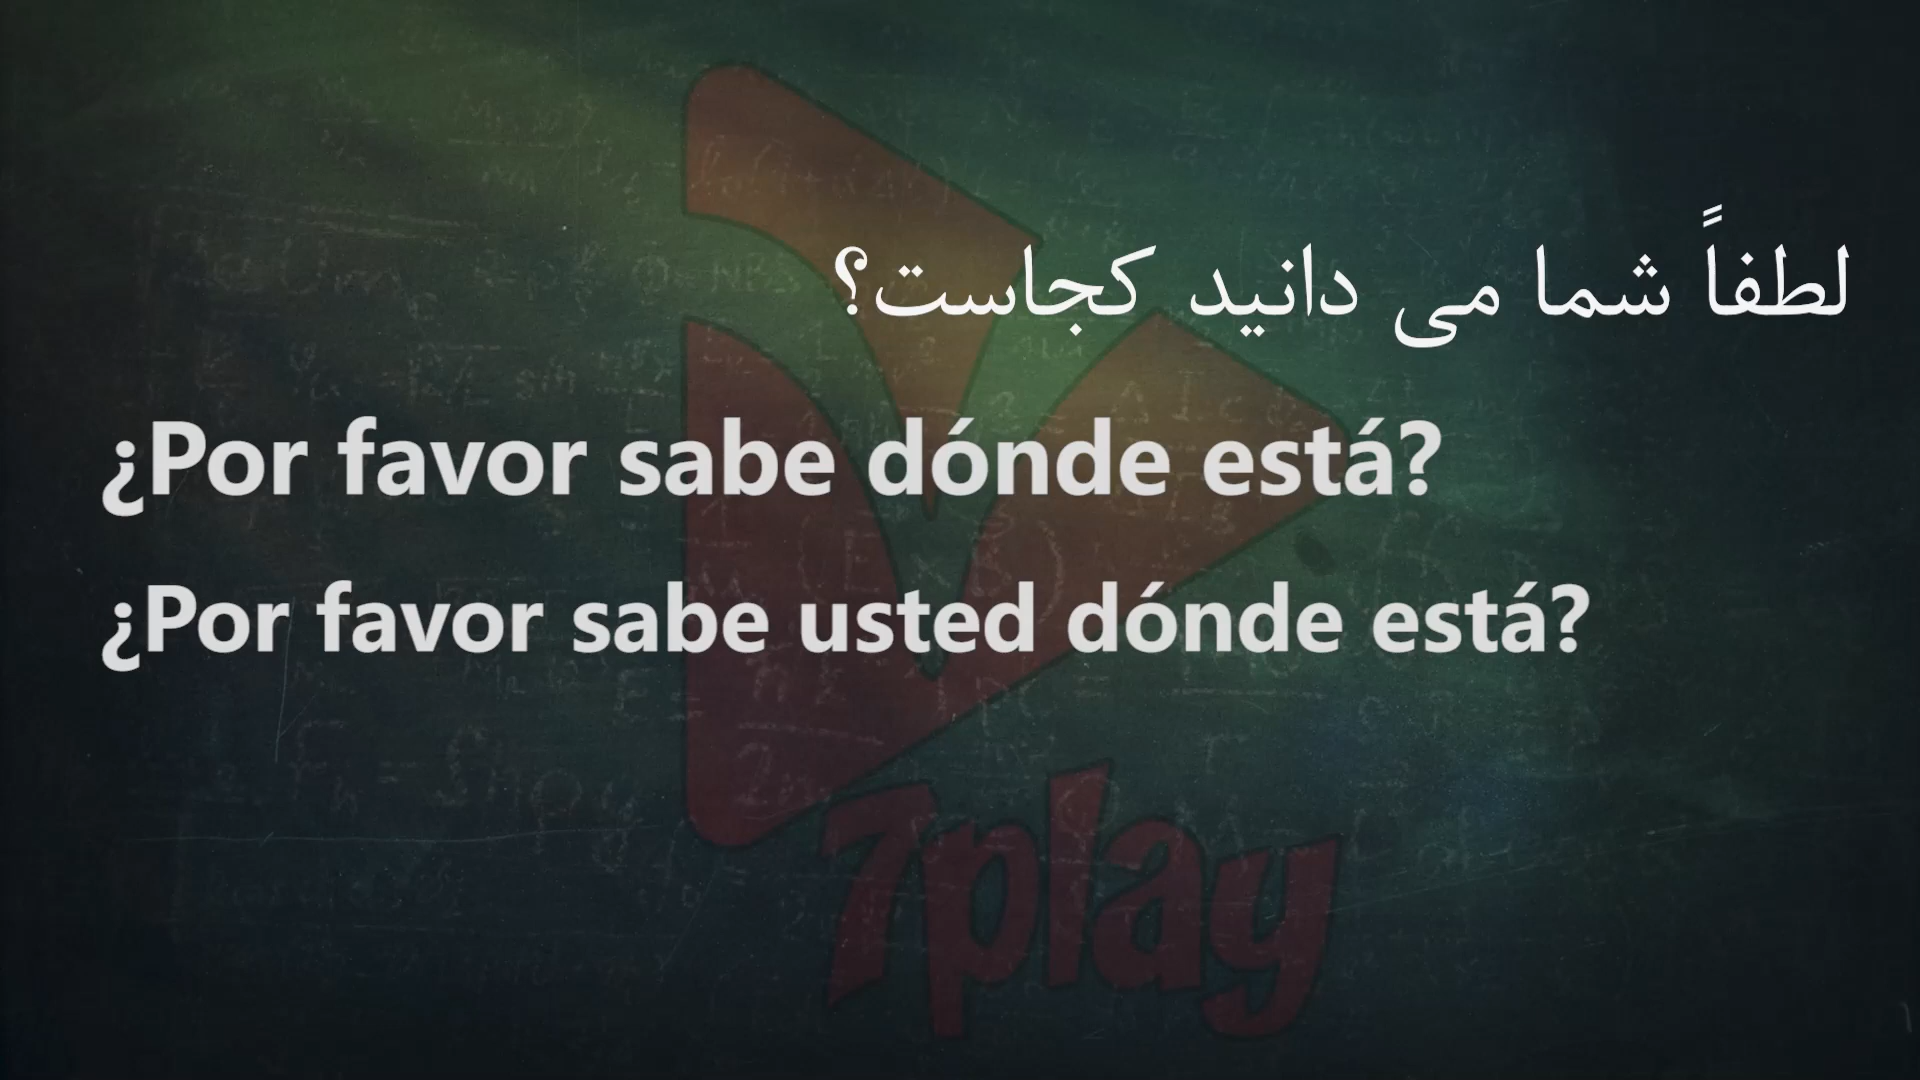 لطفاً شما می دانید کجاست؟
¿Por favor sabe dónde está?
¿Por favor sabe usted dónde está?
7play